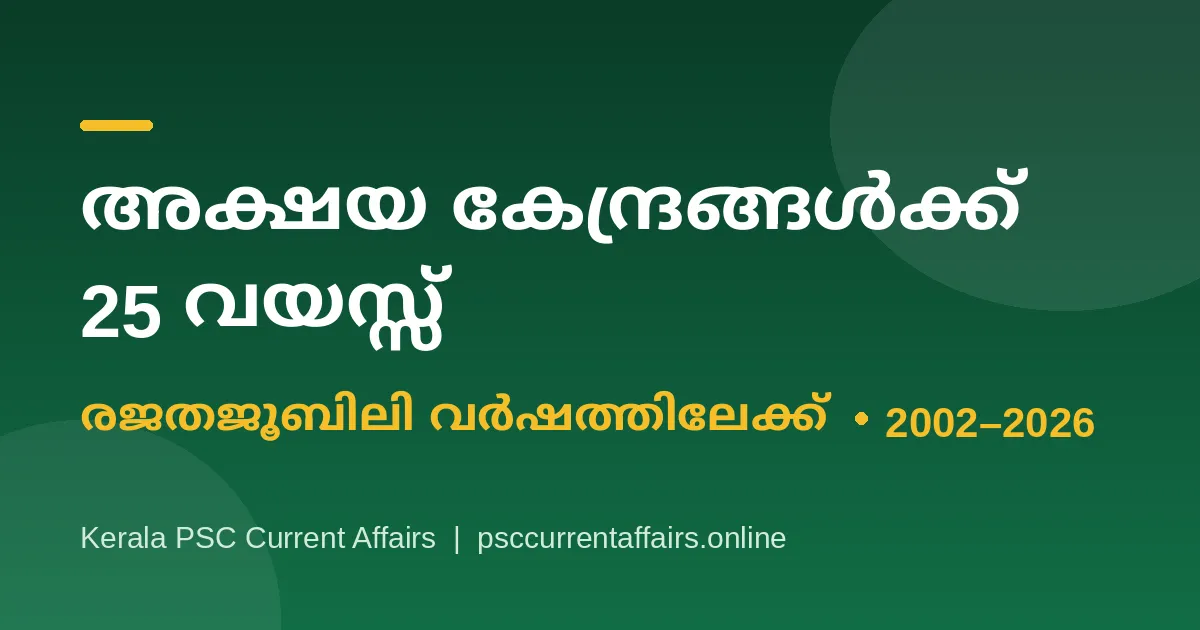 അക്ഷയ കേന്ദ്രങ്ങൾക്ക്
25 വയസ്സ്
രജതജൂബിലി വർഷത്തിലേക്ക് • 2002–2026
Kerala PSC Current Affairs | psccurrentaffairs.online